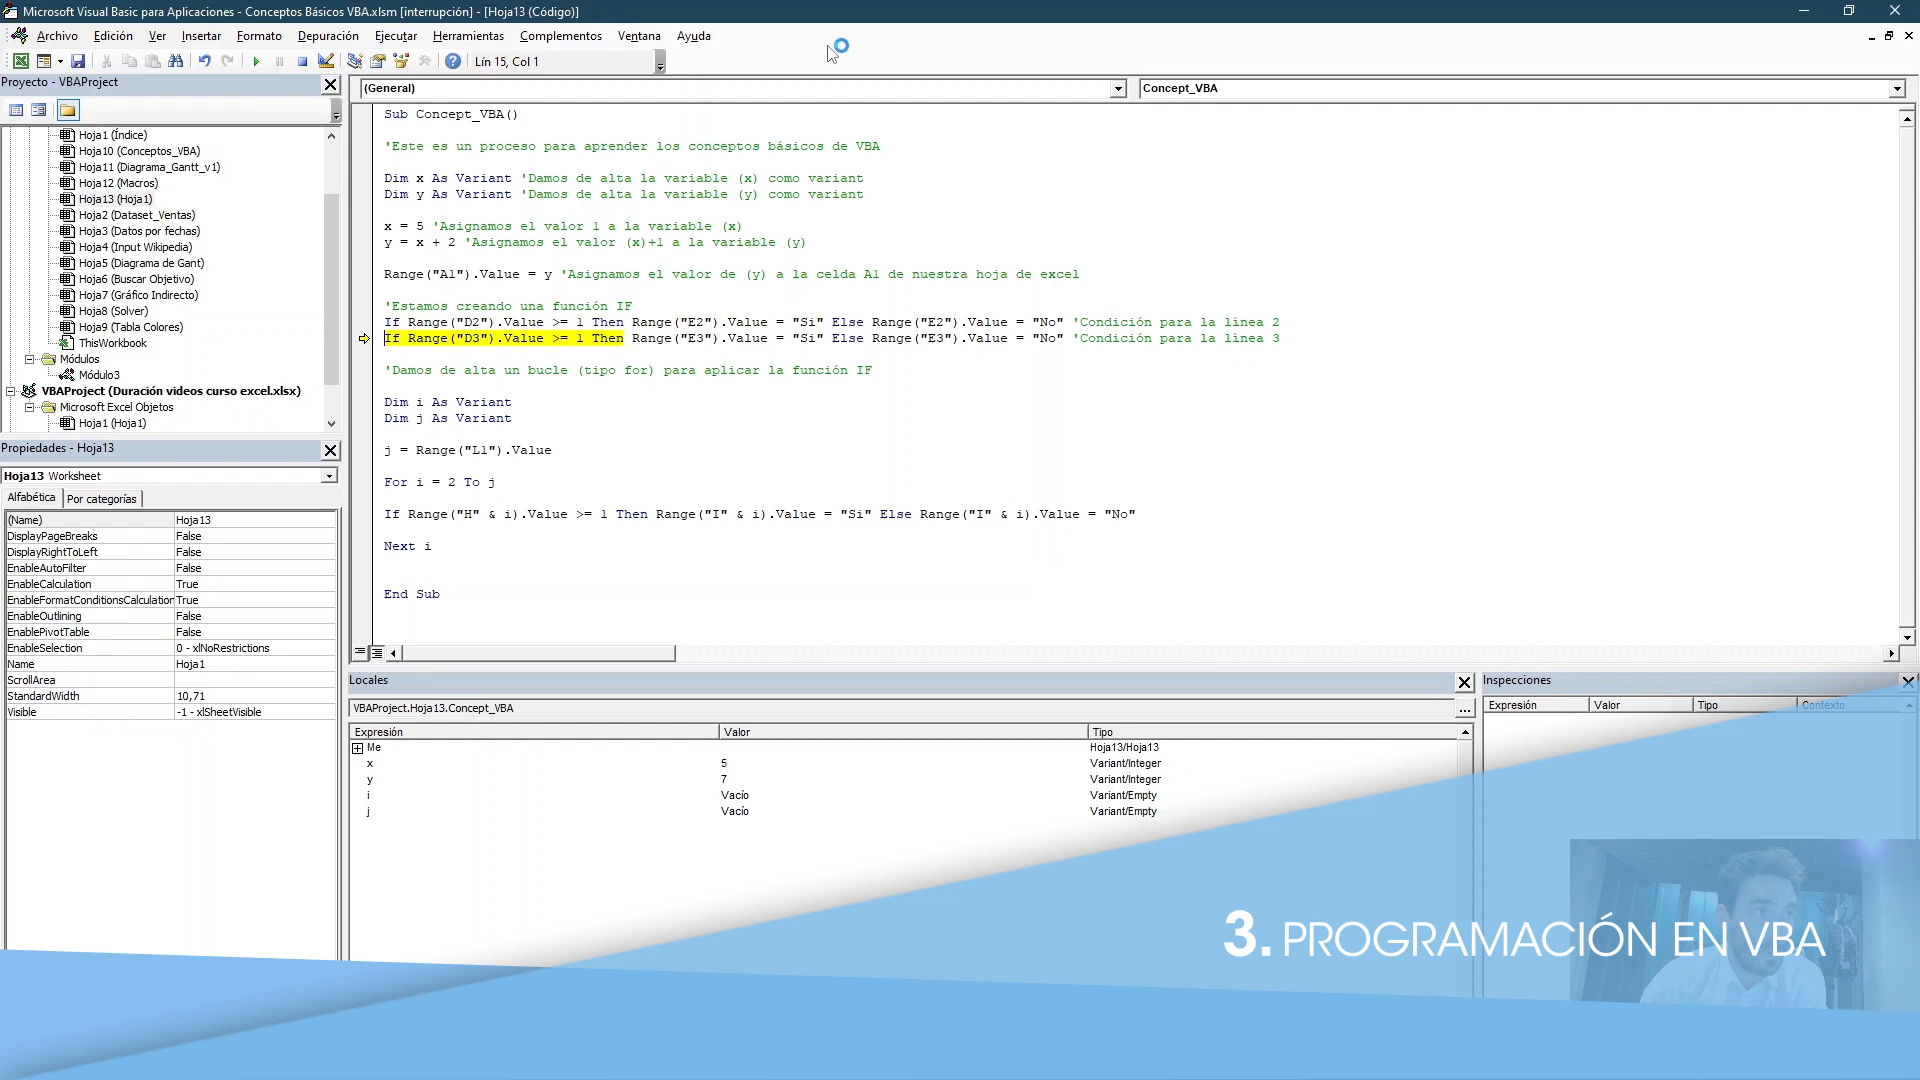 Microsoft Visual Basic para Aplicaciones - Conceptos Básicos VBA.xlsm [interrupción] - [Hoja13 (Código)]
Archivo Edición Ver Insertar Formato Depuración Ejecutar Herramientas Complementos Ventana Ayuda
Lín 15, Col 1
Proyecto - VBAProject
Hoja1 (Índice)
Hoja10 (Conceptos_VBA)
Hoja11 (Diagrama_Gantt_v1)
Hoja12 (Macros)
Hoja13 (Hoja1)
Hoja2 (Dataset_Ventas)
Hoja3 (Datos por fechas)
Hoja4 (Input Wikipedia)
Hoja5 (Diagrama de Gant)
Hoja6 (Buscar Objetivo)
Hoja7 (Gráfico Indirecto)
Hoja8 (Solver)
Hoja9 (Tabla Colores)
ThisWorkbook
Módulos
Módulo3
VBAProject (Duración videos curso excel.xlsx)
Microsoft Excel Objetos
Hoja1 (Hoja1)
Propiedades - Hoja13
Hoja13 Worksheet
Alfabética Por categorías
(Name) Hoja13
DisplayPageBreaks False
DisplayRightToLeft False
EnableAutoFilter False
EnableCalculation True
EnableFormatConditionsCalculation True
EnableOutlining False
EnablePivotTable False
EnableSelection 0 - xlNoRestrictions
Name Hoja1
ScrollArea
StandardWidth 10,71
Visible -1 - xlSheetVisible
(General) Concept_VBA
Sub Concept_VBA()
'Este es un proceso para aprender los conceptos básicos de VBA
Dim x As Variant 'Damos de alta la variable (x) como variant
Dim y As Variant 'Damos de alta la variable (y) como variant
x = 5 'Asignamos el valor 1 a la variable (x)
y = x + 2 'Asignamos el valor (x)+1 a la variable (y)
Range("A1").Value = y 'Asignamos el valor de (y) a la celda A1 de nuestra hoja de excel
'Estamos creando una función IF
If Range("D2").Value >= 1 Then Range("E2").Value = "Si" Else Range("E2").Value = "No" 'Condición para la línea 2
If Range("D3").Value >= 1 Then Range("E3").Value = "Si" Else Range("E3").Value = "No" 'Condición para la línea 3
'Damos de alta un bucle (tipo for) para aplicar la función IF
Dim i As Variant
Dim j As Variant
j = Range("L1").Value
For i = 2 To j
If Range("H" & i).Value >= 1 Then Range("I" & i).Value = "Si" Else Range("I" & i).Value = "No"
Next i
End Sub
Locales
VBAProject.Hoja13.Concept_VBA
...
Expresión Valor Tipo
Me Hoja13/Hoja13
x 5 Variant/Integer
y 7 Variant/Integer
i Vacío Variant/Empty
j Vacío Variant/Empty
Inspecciones
Expresión Valor Tipo Contexto
3. PROGRAMACIÓN EN VBA